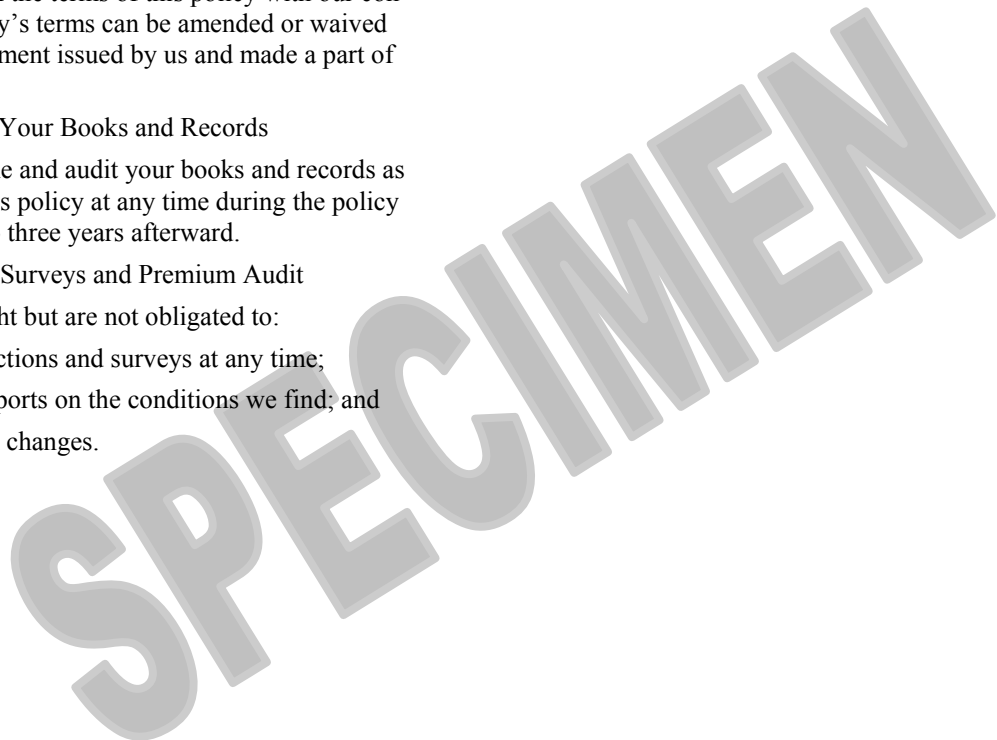 the terms of this policy with our con-
y's terms can be amended or waived
ment issued by us and made a part of
Your Books and Records
e and audit your books and records as
s policy at any time during the policy
three years afterward.
Surveys and Premium Audit
ht but are not obligated to:
ctions and surveys at any time;
ports on the conditions we find; and
changes.
SPECIMEN